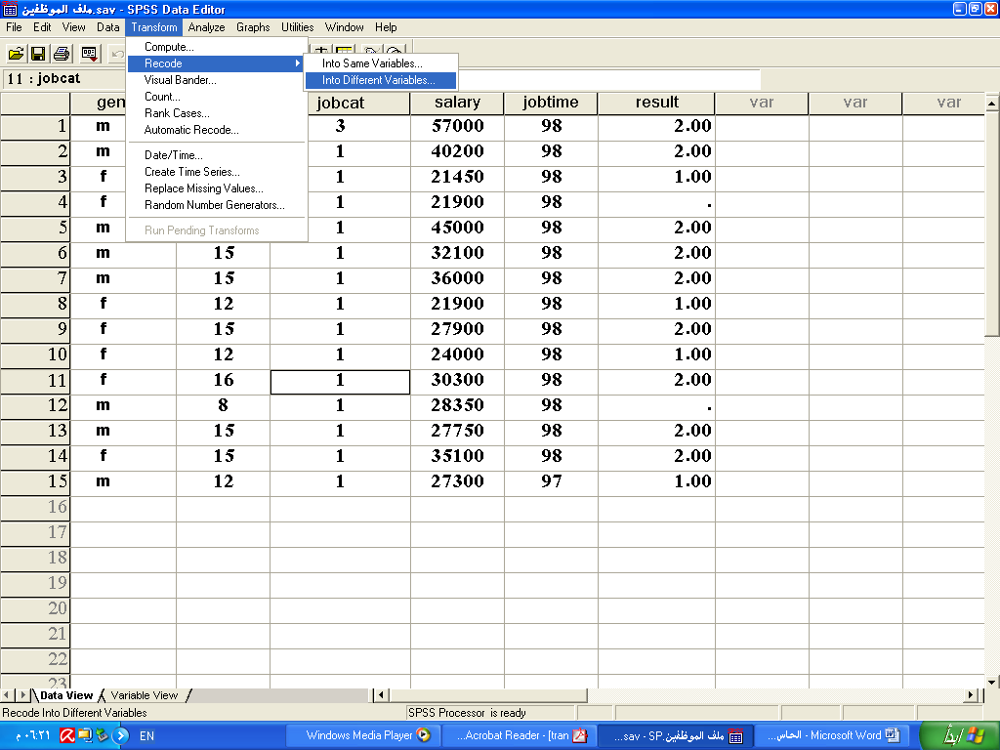 ملف الموظفين.sav - SPSS Data Editor
File Edit View Data Transform Analyze Graphs Utilities Window Help
Compute...
Recode
Visual Bander...
Count...
Rank Cases...
Automatic Recode...
Date/Time...
Create Time Series...
Replace Missing Values...
Random Number Generators...
Run Pending Transforms
Into Same Variables...
Into Different Variables...
11 : jobcat
gen jobcat salary jobtime result var var var
1 m 3 57000 98 2.00
2 m 1 40200 98 2.00
3 f 1 21450 98 1.00
4 f 1 21900 98 .
5 m 1 45000 98 2.00
6 m 15 1 32100 98 2.00
7 m 15 1 36000 98 2.00
8 f 12 1 21900 98 1.00
9 f 15 1 27900 98 2.00
10 f 12 1 24000 98 1.00
11 f 16 1 30300 98 2.00
12 m 8 1 28350 98 .
13 m 15 1 27750 98 2.00
14 f 15 1 35100 98 2.00
15 m 12 1 27300 97 1.00
16
17
18
19
20
21
22
23
Data View Variable View
Recode Into Different Variables SPSS Processor is ready
٠٦:٢١ م EN Windows Media Player ...Acrobat Reader - [tran ...sav - SP.ملف الموظفين ...الحاس - Microsoft Word ابدأ